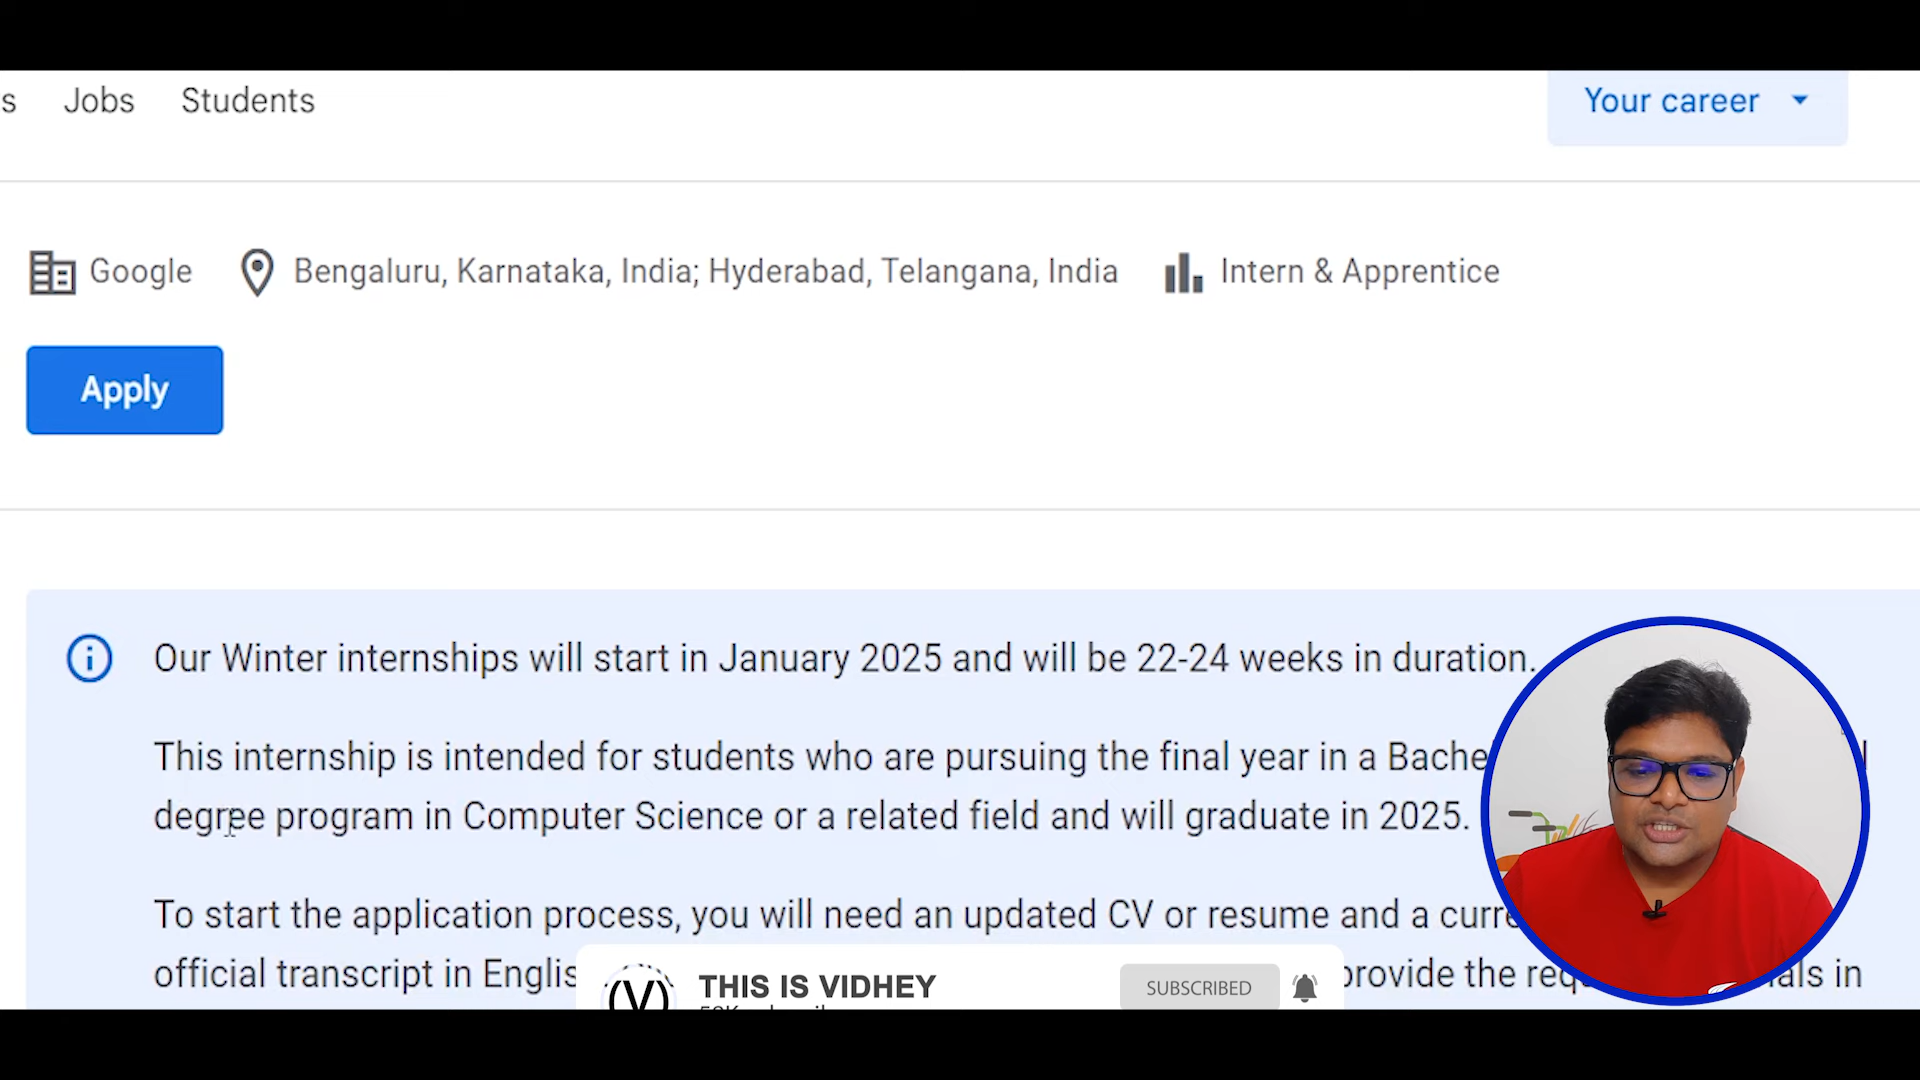 s Jobs Students Your career
Google Bengaluru, Karnataka, India; Hyderabad, Telangana, India Intern & Apprentice
Apply
Our Winter internships will start in January 2025 and will be 22-24 weeks in duration.
This internship is intended for students who are pursuing the final year in a Bache
degree program in Computer Science or a related field and will graduate in 2025.
To start the application process, you will need an updated CV or resume and a curre
official transcript in Englis provide the req als in
THIS IS VIDHEY SUBSCRIBED